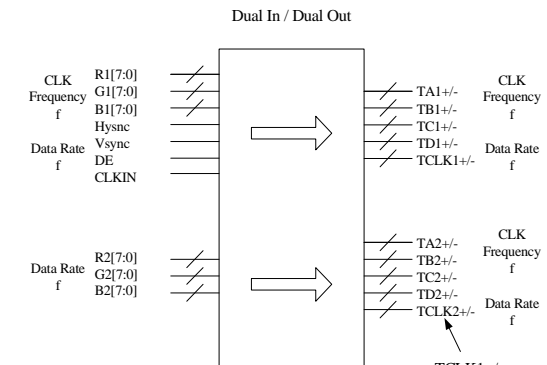 Dual In / Dual Out
CLK
Frequency
f
Data Rate
f
R1[7:0]
G1[7:0]
B1[7:0]
Hysnc
Vsync
DE
CLKIN
TA1+/-
TB1+/-
TC1+/-
TD1+/-
TCLK1+/-
CLK
Frequency
f
Data Rate
f
Data Rate
f
R2[7:0]
G2[7:0]
B2[7:0]
TA2+/-
TB2+/-
TC2+/-
TD2+/-
TCLK2+/-
CLK
Frequency
f
Data Rate
f